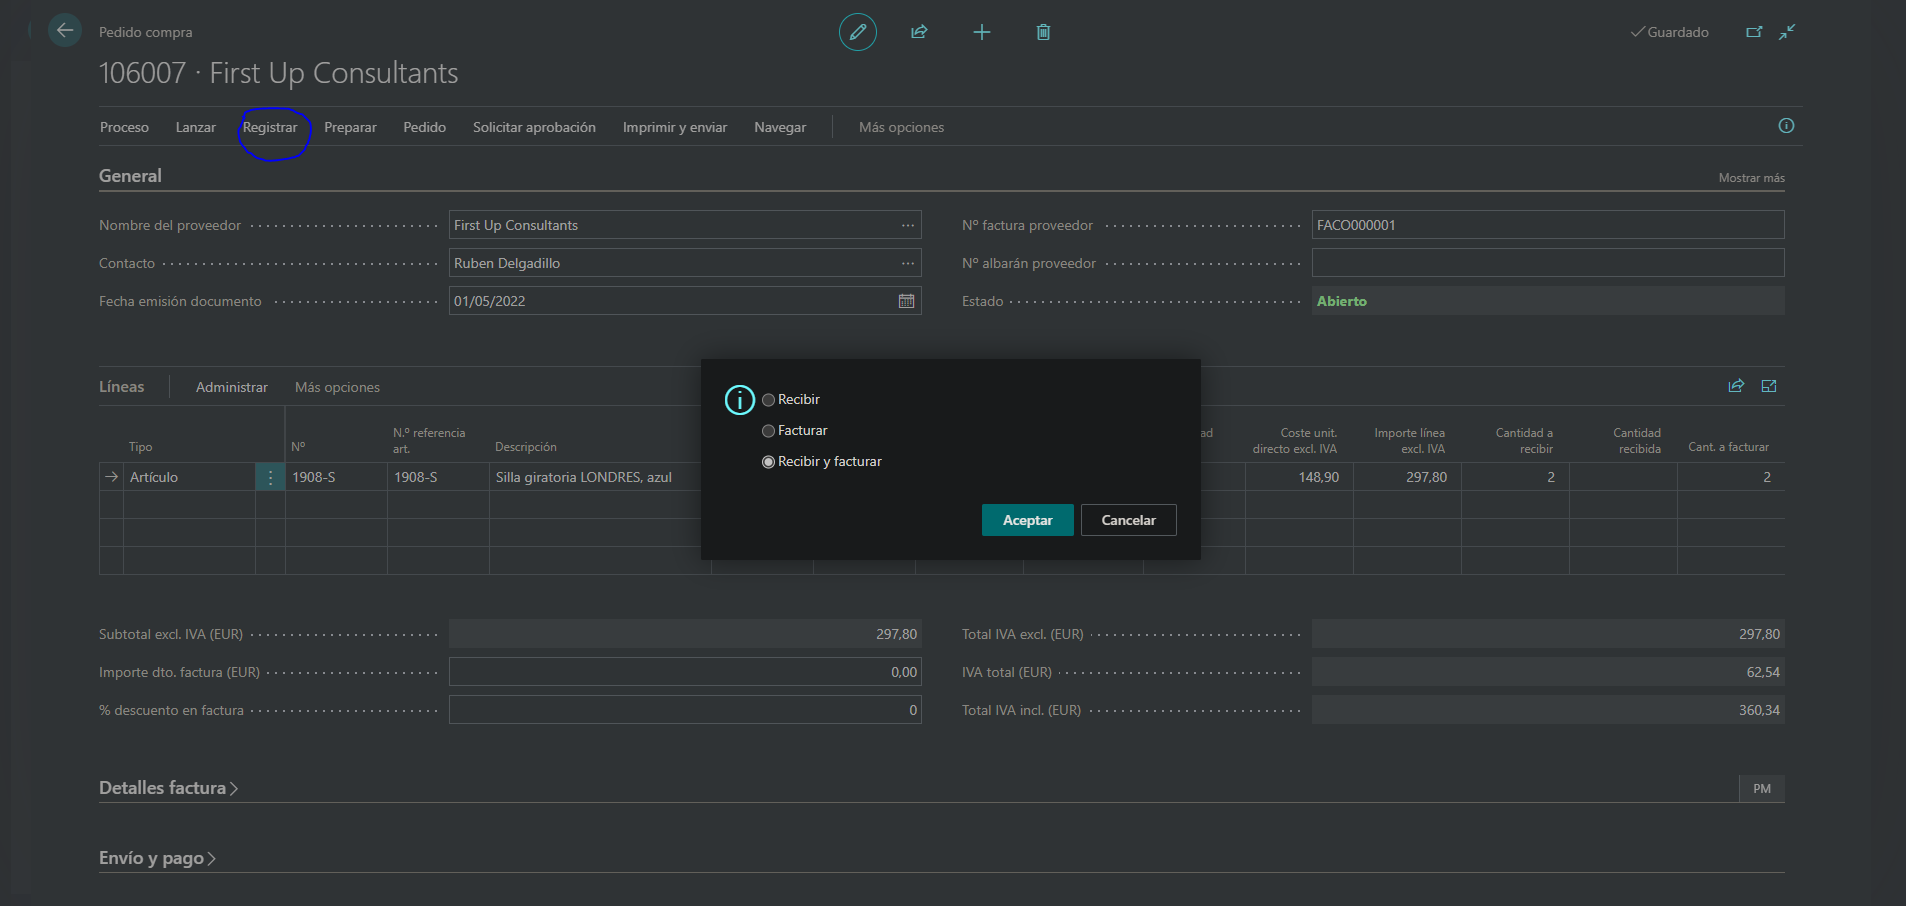 Pedido compra
Guardado
106007 · First Up Consultants
Proceso Lanzar Registrar Preparar Pedido Solicitar aprobación Imprimir y enviar Navegar Más opciones
General
Mostrar más
Nombre del proveedor First Up Consultants ···
Nº factura proveedor FACO000001
Contacto Ruben Delgadillo ···
Nº albarán proveedor
Fecha emisión documento 01/05/2022
Estado Abierto
Líneas Administrar Más opciones
Recibir
Facturar
Recibir y facturar
Aceptar Cancelar
Tipo
Nº
N.º referencia
art.
Descripción
ad
Coste unit.
directo excl. IVA
Importe línea
excl. IVA
Cantidad a
recibir
Cantidad
recibida
Cant. a facturar
Artículo 1908-S 1908-S Silla giratoria LONDRES, azul 148,90 297,80 2 2
Subtotal excl. IVA (EUR) 297,80
Total IVA excl. (EUR) 297,80
Importe dto. factura (EUR) 0,00
IVA total (EUR) 62,54
% descuento en factura 0
Total IVA incl. (EUR) 360,34
Detalles factura
PM
Envío y pago